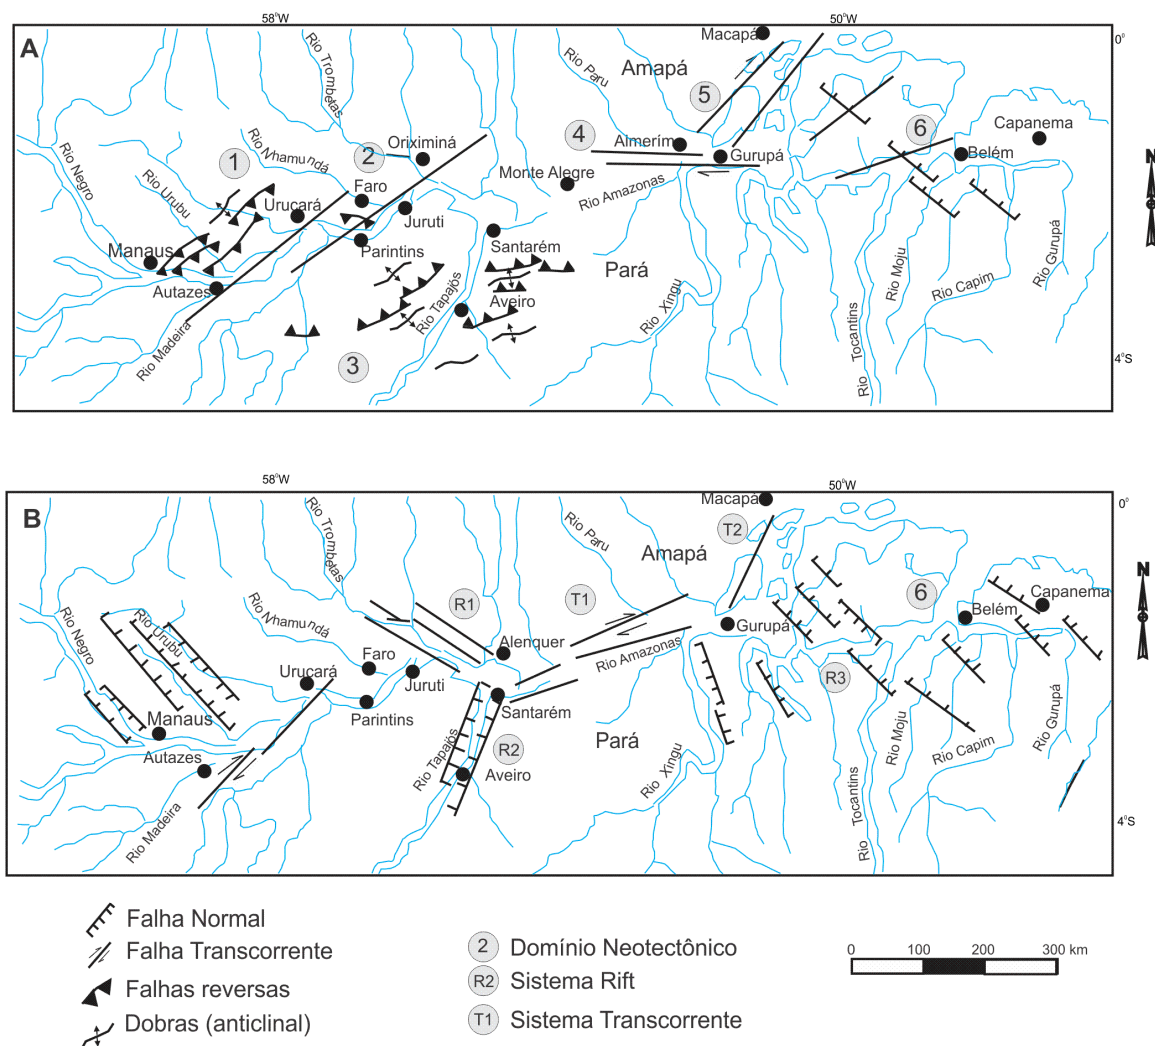 58°W
50°W
A
Macapá
0°
Rio Trombetas
Rio Paru
Amapá
5
4
6
Capanema
Oriximiná
Almerim
1
2
Gurupá
Belém
Rio Nhamundá
Monte Alegre
N
Rio Negro
Rio Urubu
Faro
Rio Amazonas
Urucará
Juruti
Manaus
Parintins
Santarém
Pará
Rio Moju
Rio Gurupá
Autazes
Rio Tapajós
Aveiro
Rio Xingu
Rio Capim
Rio Madeira
Rio Tocantins
3
4°S
58°W
50°W
B
Macapá
0°
Rio Trombetas
Rio Paru
T2
Amapá
N
R1
T1
6
Capanema
Rio Nhamundá
Belém
Rio Negro
Rio Urubu
Alenquer
Gurupá
Faro
Rio Amazonas
Urucará
Juruti
R3
Parintins
Santarém
Manaus
Pará
Rio Moju
Rio Gurupá
Autazes
Rio Tapajós
R2
Aveiro
Rio Xingu
Rio Capim
Rio Madeira
Rio Tocantins
4°S
Falha Normal
Falha Transcorrente
Falhas reversas
Dobras (anticlinal)
2 Domínio Neotectônico
R2 Sistema Rift
T1 Sistema Transcorrente
0 100 200 300 km